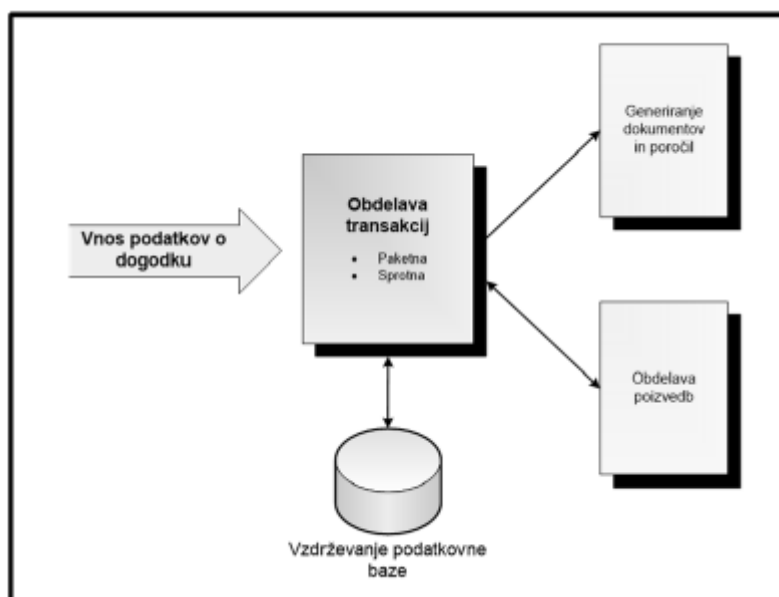 Vnos podatkov o
dogodku
Obdelava
transakcij
• Paketna
• Sprotna
Generiranje
dokumentov
in poročil
Obdelava
poizvedb
Vzdrževanje podatkovne
baze